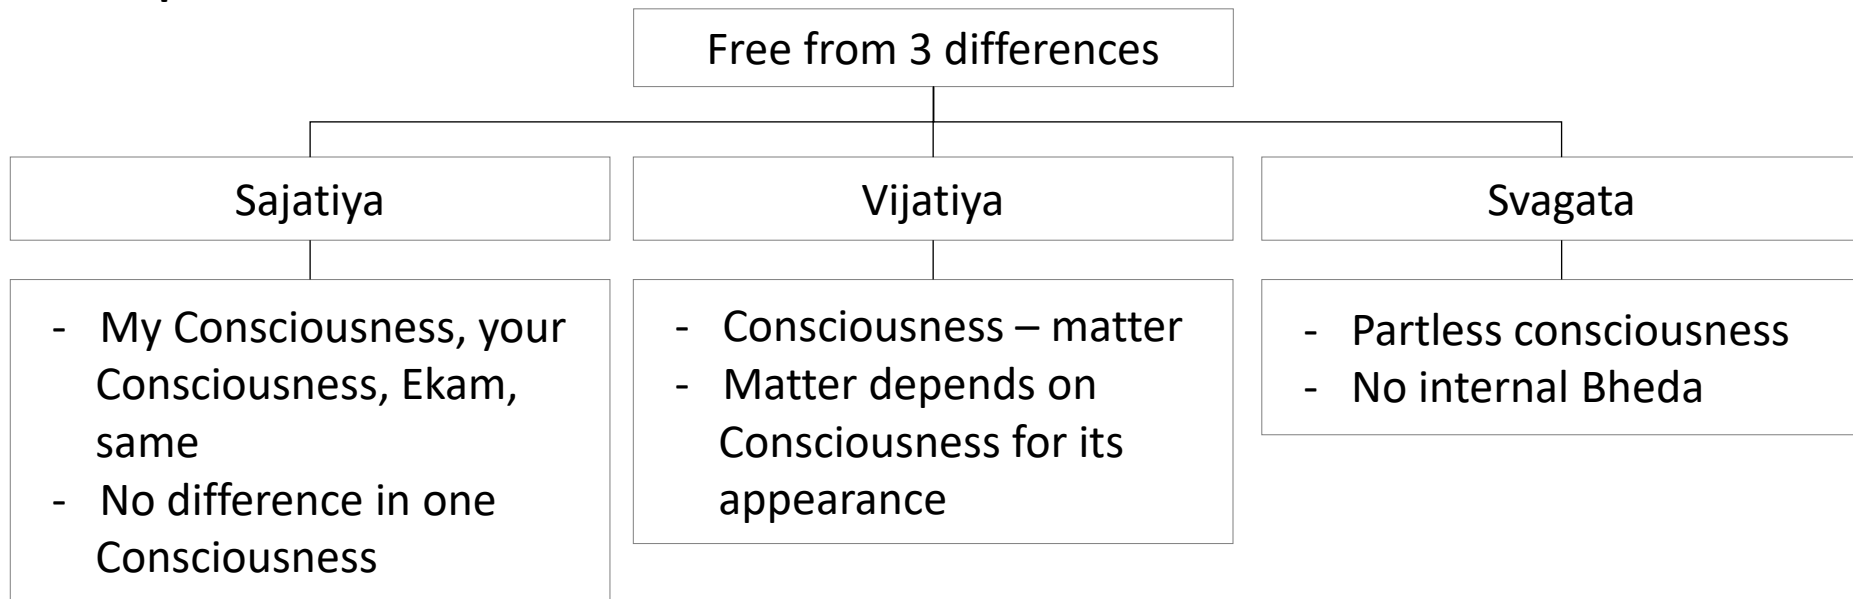 Free from 3 differences
Sajatiya
Vijatiya
Svagata
- My Consciousness, your
Consciousness, Ekam,
same
- No difference in one
Consciousness
- Consciousness – matter
- Matter depends on
Consciousness for its
appearance
- Partless consciousness
- No internal Bheda